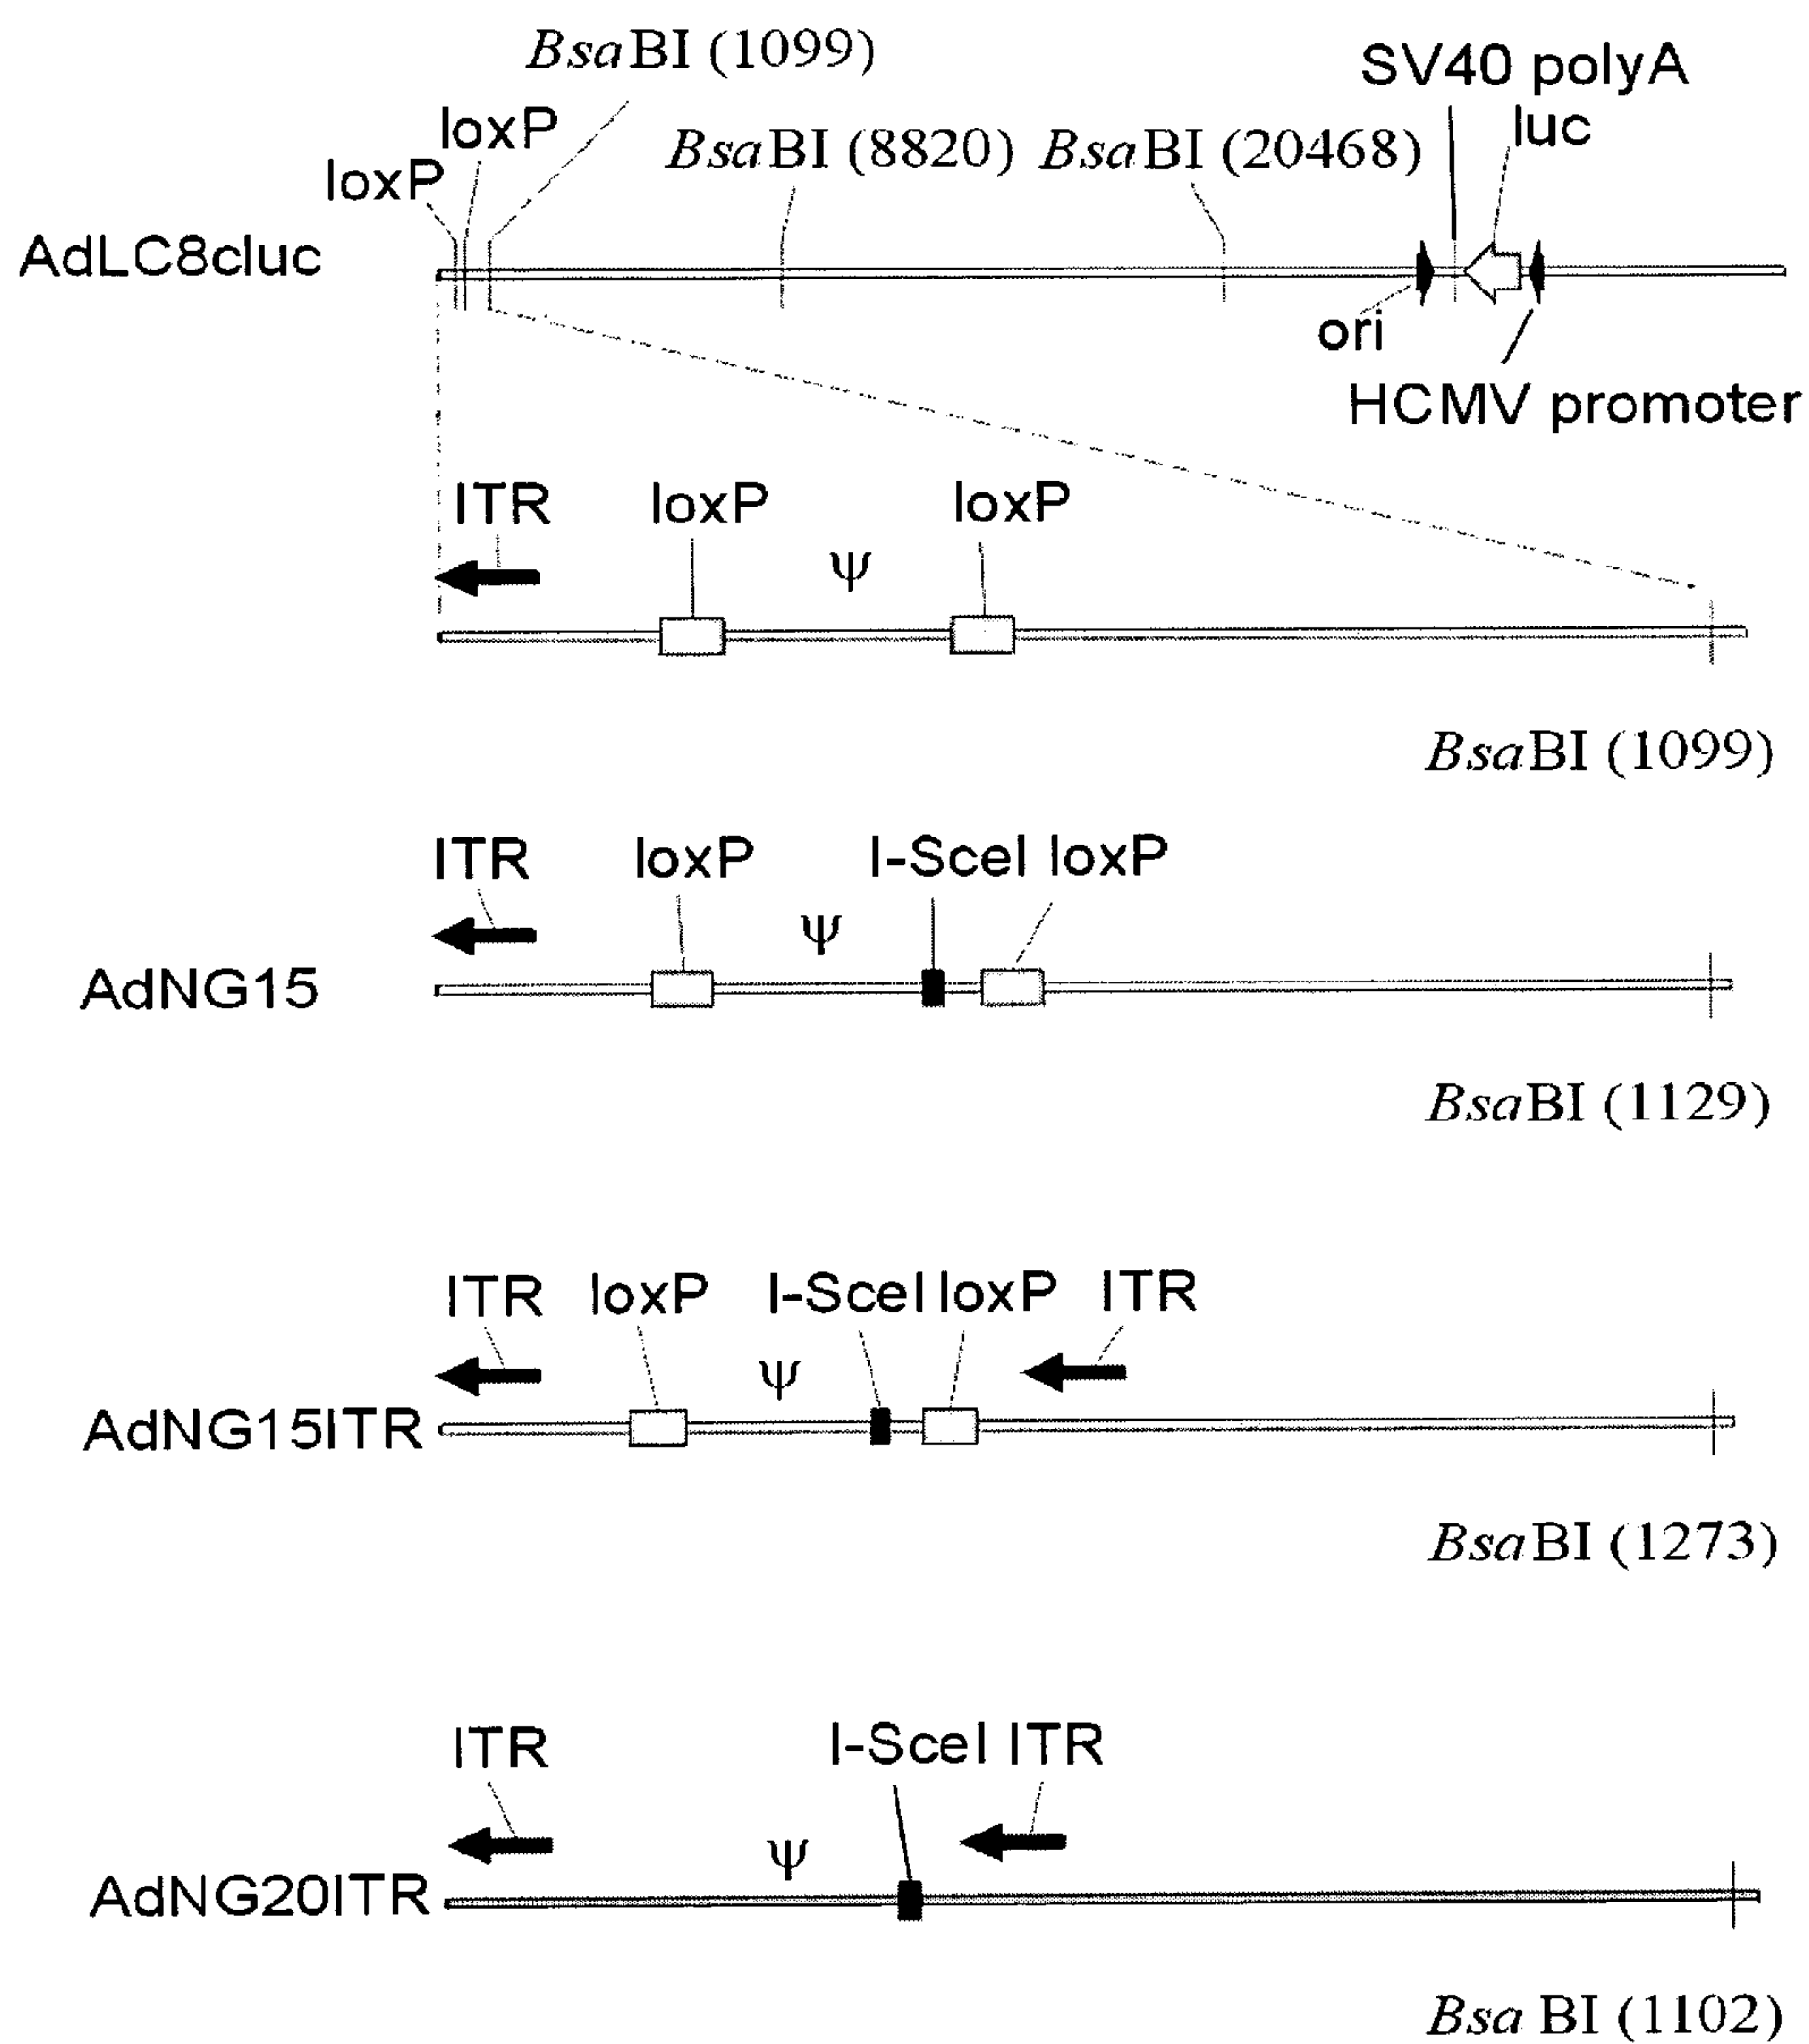 BsaBI (1099)
SV40 polyA
loxP
luc
BsaBI (8820)
BsaBI (20468)
loxP
AdLC8cluc
ori
HCMV promoter
ITR
loxP
loxP
ψ
BsaBI (1099)
ITR
loxP
I-SceI
loxP
ψ
AdNG15
BsaBI (1129)
ITR
loxP
I-SceI
loxP
ITR
ψ
AdNG15ITR
BsaBI (1273)
ITR
I-SceI
ITR
ψ
AdNG20ITR
Bsa BI (1102)